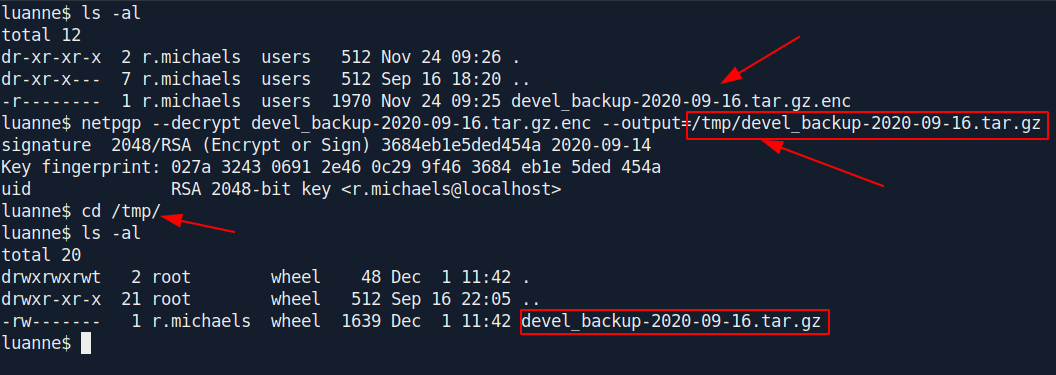 luanne$ ls -al
total 12
dr-xr-xr-x  2 r.michaels  users   512 Nov 24 09:26 .
dr-xr-x---  7 r.michaels  users   512 Sep 16 18:20 ..
-r--------  1 r.michaels  users  1970 Nov 24 09:25 devel_backup-2020-09-16.tar.gz.enc
luanne$ netpgp --decrypt devel_backup-2020-09-16.tar.gz.enc --output=/tmp/devel_backup-2020-09-16.tar.gz
signature  2048/RSA (Encrypt or Sign) 3684eb1e5ded454a 2020-09-14
Key fingerprint: 027a 3243 0691 2e46 0c29 9f46 3684 eb1e 5ded 454a
uid              RSA 2048-bit key <r.michaels@localhost>
luanne$ cd /tmp/
luanne$ ls -al
total 20
drwxrwxrwt   2 root        wheel    48 Dec  1 11:42 .
drwxr-xr-x  21 root        wheel   512 Sep 16 22:05 ..
-rw-------   1 r.michaels  wheel  1639 Dec  1 11:42 devel_backup-2020-09-16.tar.gz
luanne$